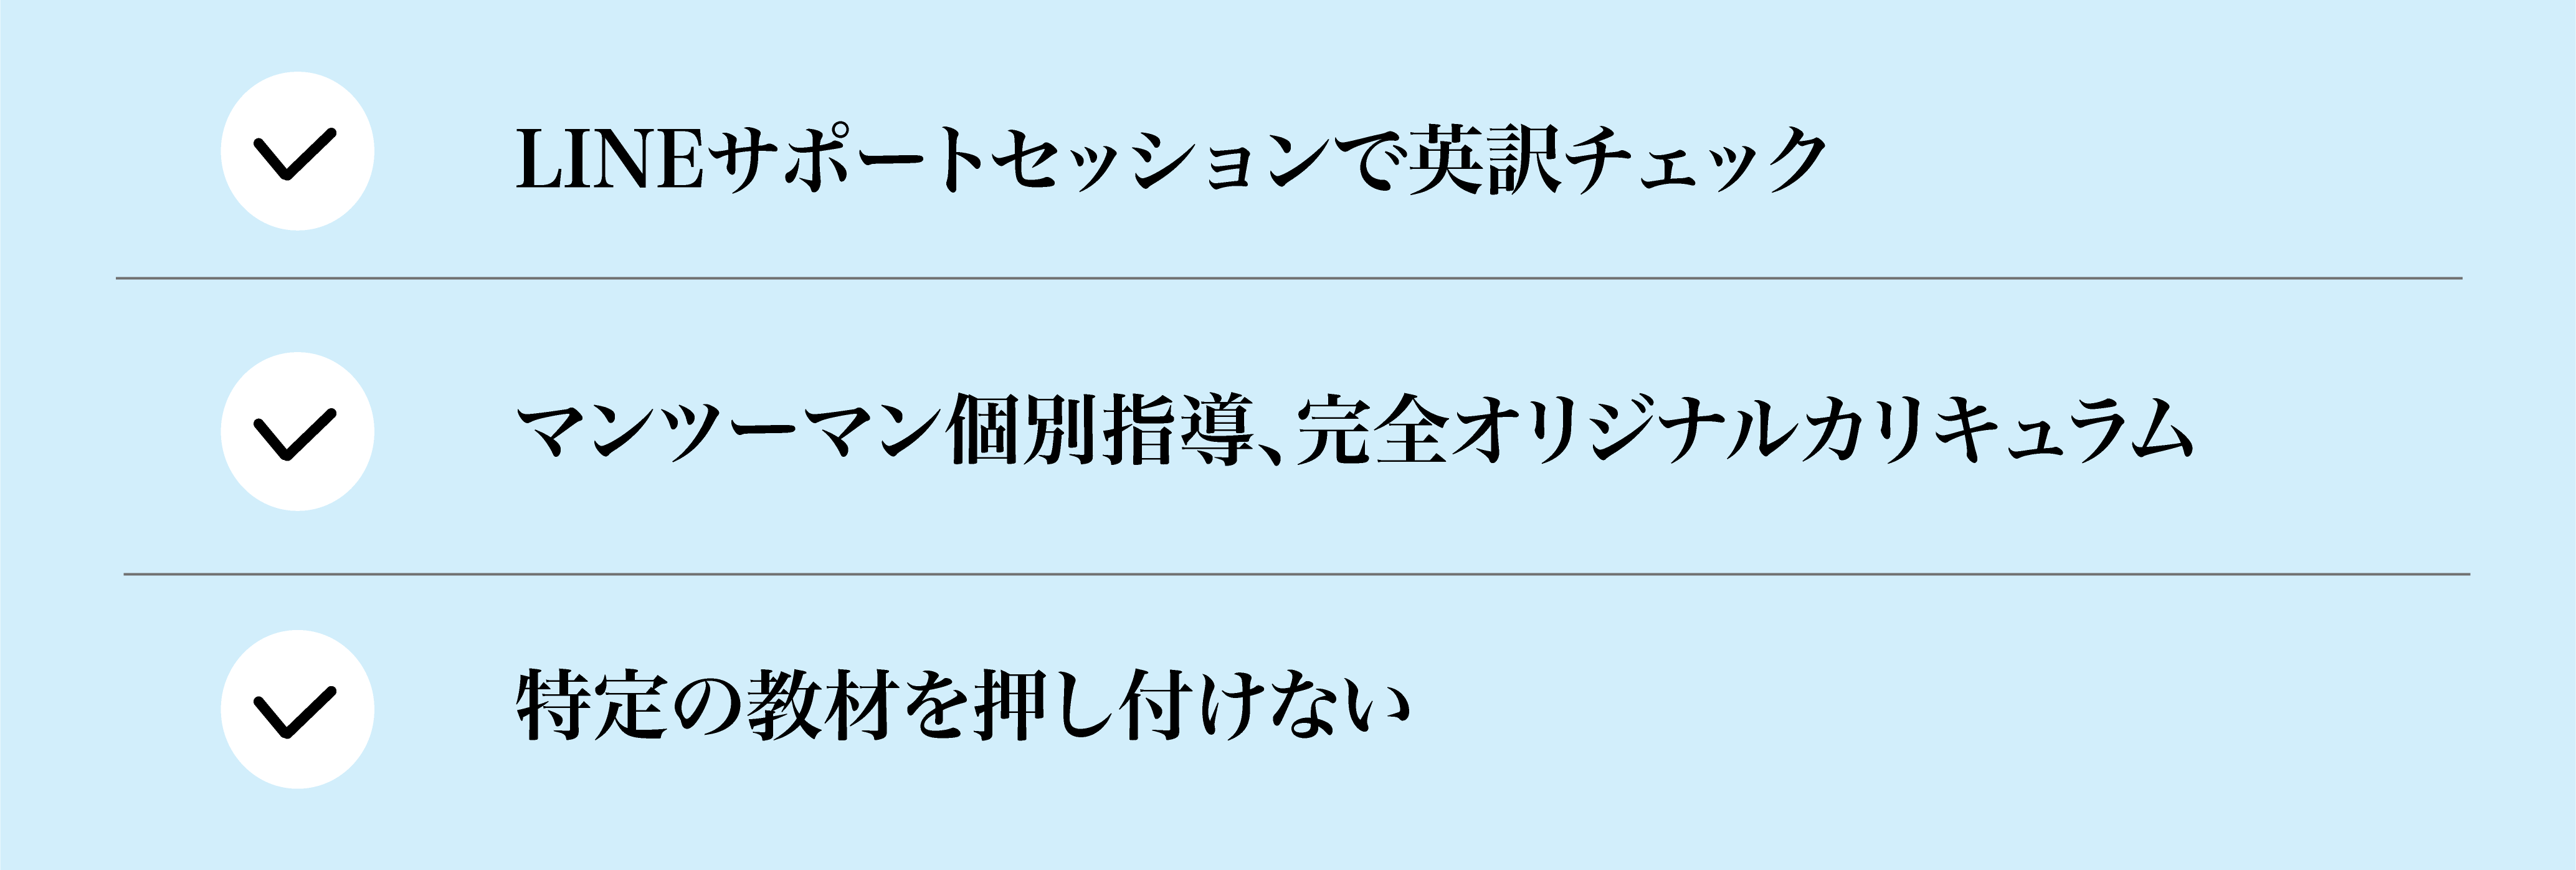 LINEサポートセッションで英訳チェック
マンツーマン個別指導、完全オリジナルカリキュラム
特定の教材を押し付けない